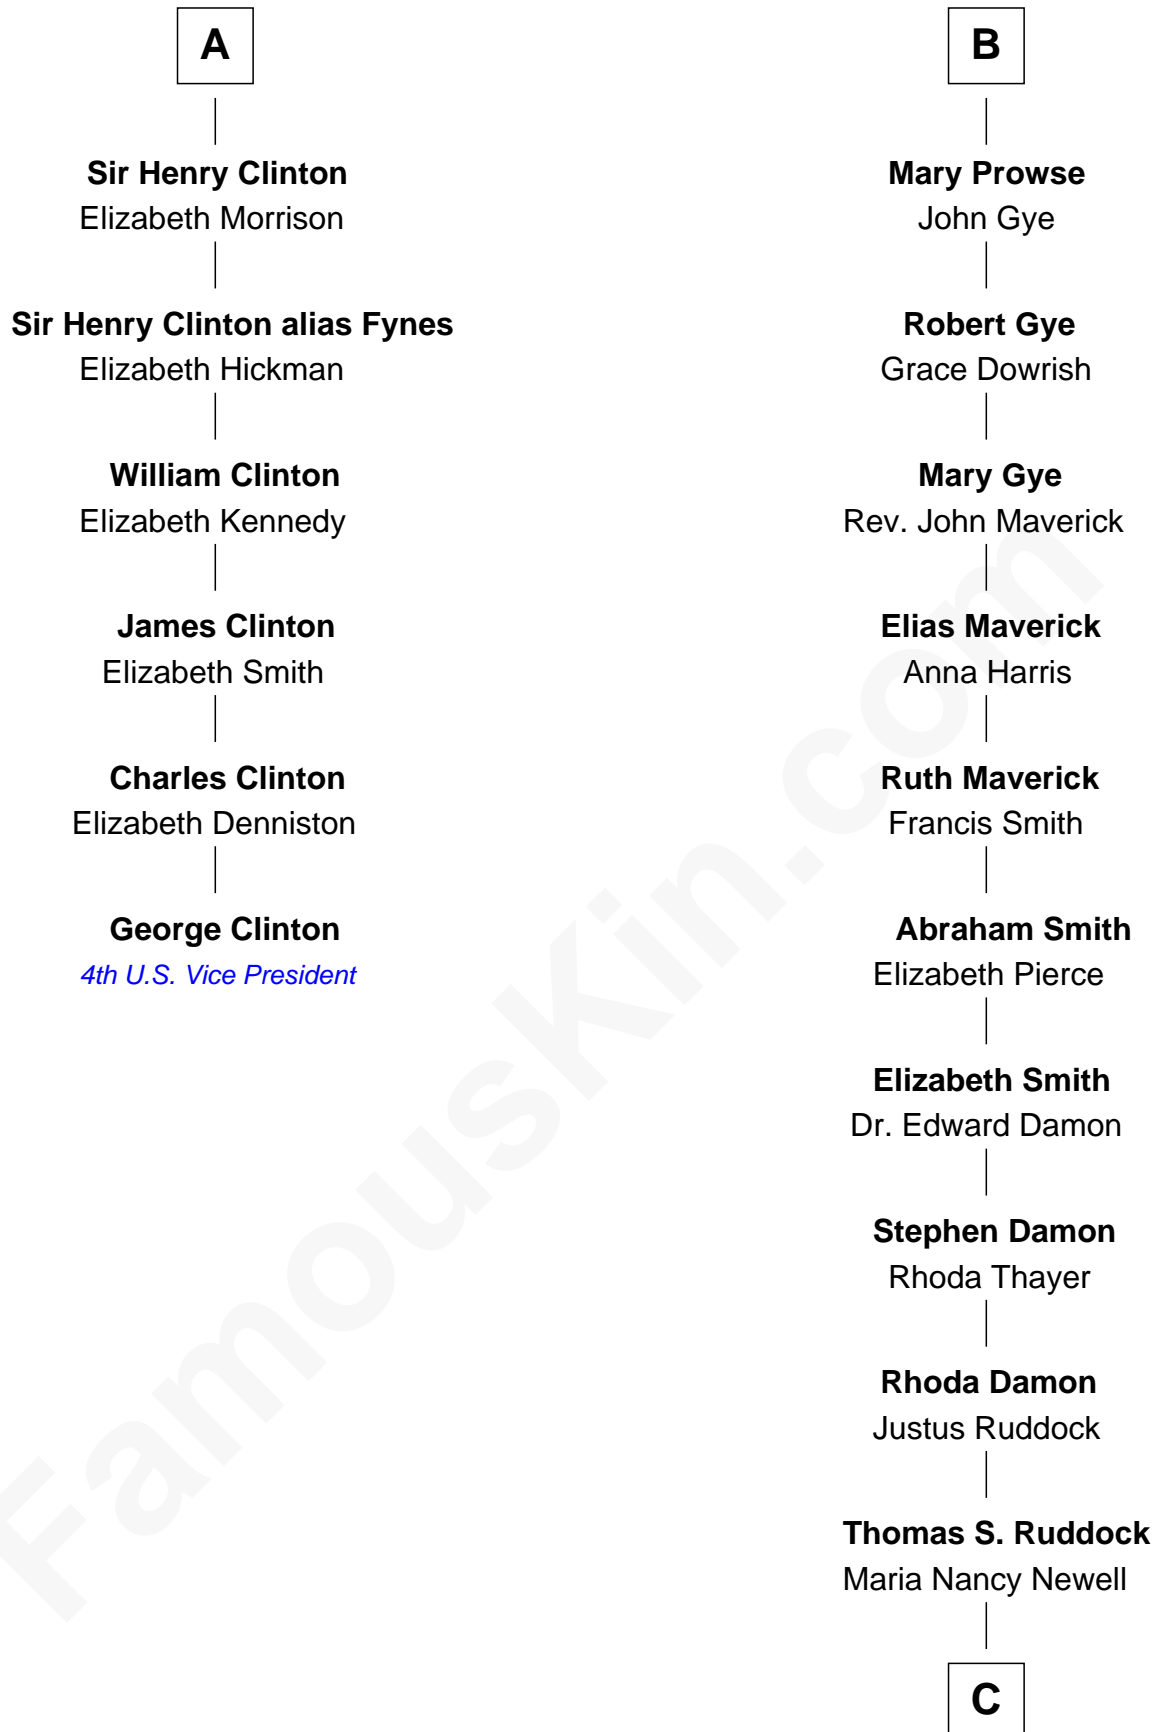 A
Sir Henry Clinton
Elizabeth Morrison
Sir Henry Clinton alias Fynes
Elizabeth Hickman
William Clinton
Elizabeth Kennedy
James Clinton
Elizabeth Smith
Charles Clinton
Elizabeth Denniston
George Clinton
4th U.S. Vice President
B
Mary Prowse
John Gye
Robert Gye
Grace Dowrish
Mary Gye
Rev. John Maverick
Elias Maverick
Anna Harris
Ruth Maverick
Francis Smith
Abraham Smith
Elizabeth Pierce
Elizabeth Smith
Dr. Edward Damon
Stephen Damon
Rhoda Thayer
Rhoda Damon
Justus Ruddock
Thomas S. Ruddock
Maria Nancy Newell
C
FamousKin.com